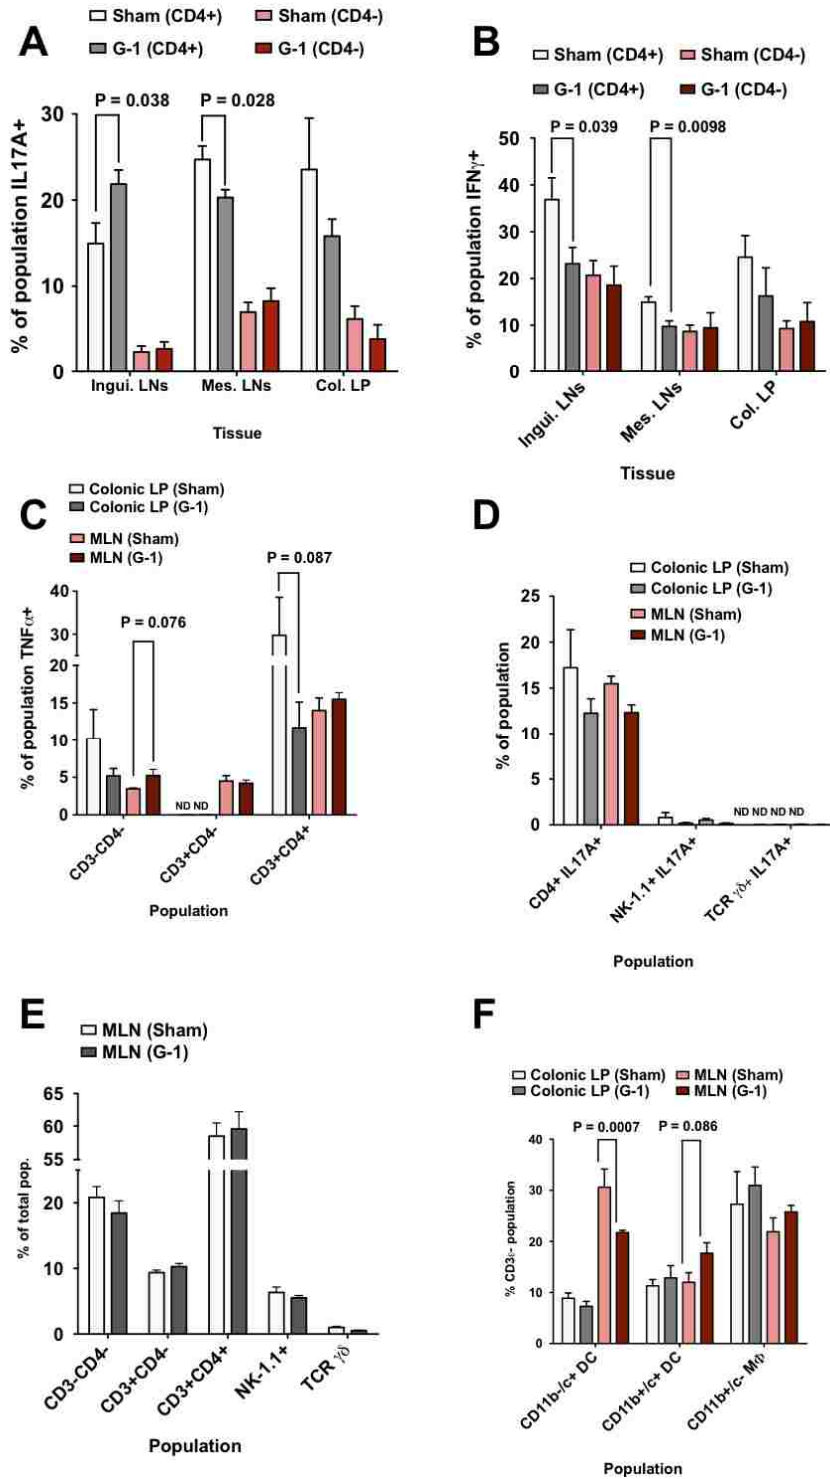 A
Sham (CD4+) Sham (CD4-)
G-1 (CD4+) G-1 (CD4-)
P = 0.038 P = 0.028
% of population IL17A+
30
20
10
0
Ingui. LNs Mes. LNs Col. LP
Tissue
B
Sham (CD4+) Sham (CD4-)
G-1 (CD4+) G-1 (CD4-)
P = 0.039 P = 0.0098
% of population IFNγ+
50
40
30
20
10
0
Ingui. LNs Mes. LNs Col. LP
Tissue
C
Colonic LP (Sham)
Colonic LP (G-1)
MLN (Sham)
MLN (G-1)
P = 0.087
P = 0.076
% of population TNFα+
40
30
20
15
10
5
0
ND ND
CD3-CD4- CD3+CD4- CD3+CD4+
Population
D
Colonic LP (Sham)
Colonic LP (G-1)
MLN (Sham)
MLN (G-1)
% of population
25
20
15
10
5
0
ND ND ND ND
CD4+ IL17A+ NK-1.1+ IL17A+ TCR γδ+ IL17A+
Population
E
MLN (Sham)
MLN (G-1)
% of total pop.
65
60
55
20
10
0
CD3-CD4- CD3+CD4- CD3+CD4+ NK-1.1+ TCR γδ
Population
F
Colonic LP (Sham) MLN (Sham)
Colonic LP (G-1) MLN (G-1)
P = 0.0007 P = 0.086
% CD3ε- population
40
30
20
10
0
CD11b-/c+ DC CD11b+/c+ DC CD11b+/c- MΦ
Population